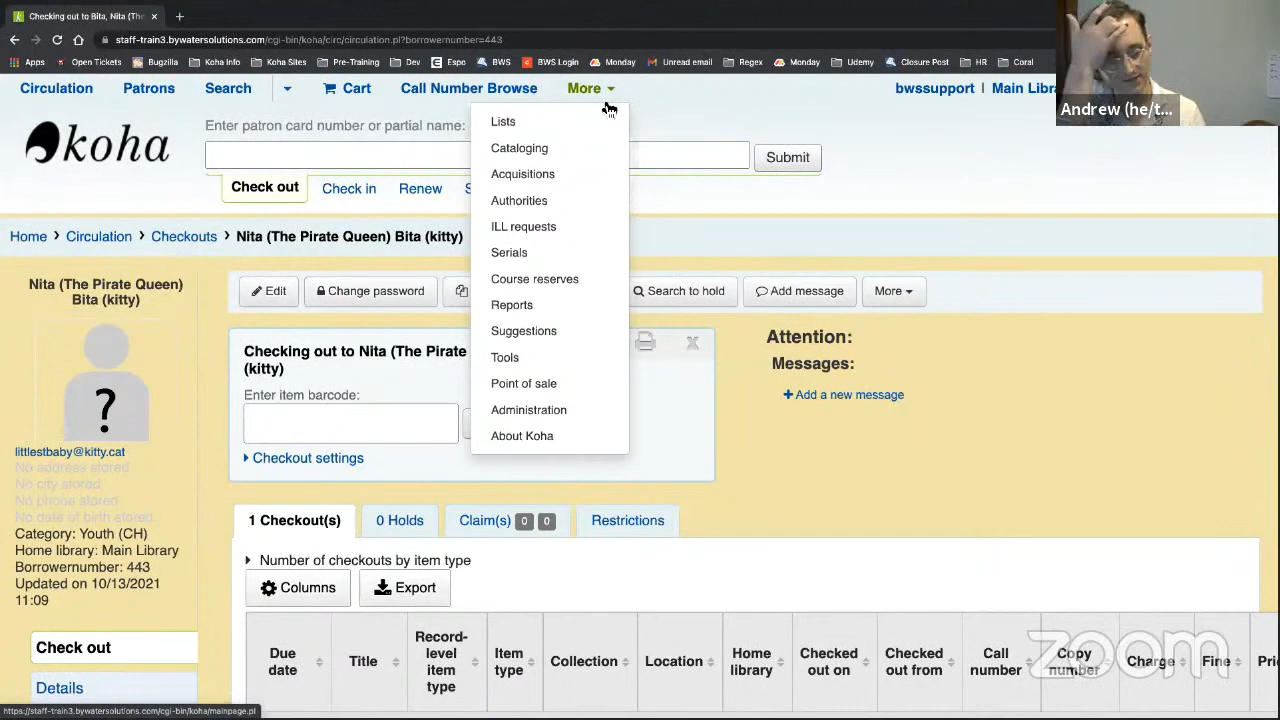 Checking out to Bita, Nita (Th
staff-train3.bywatersolutions.com/cgi-bin/koha/circ/circulation.pl?borrowernumber=443
Apps Open Tickets Bugzilla Koha Info Koha Sites Pre-Training Dev Espo BWS BWS Login Monday Unread email Regex Monday Udemy Closure Post HR Coral
Andrew (he/t...
Circulation Patrons Search Cart Call Number Browse More bwssupport | Main Libra
koha
Enter patron card number or partial name:
Submit
Check out Check in Renew S
Lists
Cataloging
Acquisitions
Authorities
ILL requests
Serials
Course reserves
Reports
Suggestions
Tools
Point of sale
Administration
About Koha
Home › Circulation › Checkouts › Nita (The Pirate Queen) Bita (kitty)
Nita (The Pirate Queen)
Bita (kitty)
?
littlestbaby@kitty.cat
No address stored.
No city stored.
No phone stored.
No date of birth stored.
Category: Youth (CH)
Home library: Main Library
Borrowernumber: 443
Updated on 10/13/2021
11:09
Check out
Details
Edit Change password Search to hold Add message More
Checking out to Nita (The Pirate
(kitty)
Enter item barcode:
Checkout settings
Attention:
Messages:
+ Add a new message
1 Checkout(s) 0 Holds Claim(s) 0 0 Restrictions
Number of checkouts by item type
Columns Export
Due date Title Record-level item type Item type Collection Location Home library Checked out on Checked out from Call number Copy number Charge Fine Pri
zoom
https://staff-train3.bywatersolutions.com/cgi-bin/koha/mainpage.pl